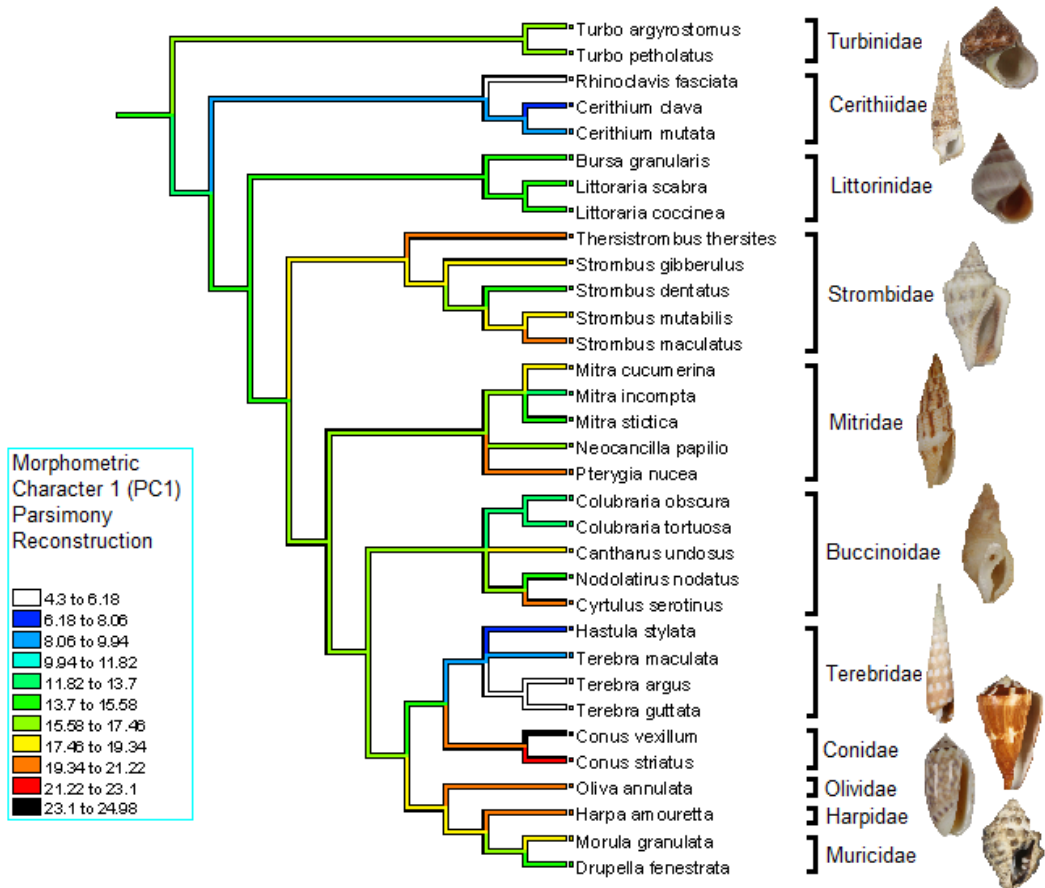 Turbo argyrostomus
Turbo petholatus
Rhinoclavis fasciata
Cerithium clava
Cerithium mutata
Bursa granularis
Littoraria scabra
Littoraria coccinea
Thersistrombus thersites
Strombus gibberulus
Strombus dentatus
Strombus mutabilis
Strombus maculatus
Mitra cucumerina
Mitra incompta
Mitra stictica
Neocancilla papilio
Pterygia nucea
Colubraria obscura
Colubraria tortuosa
Cantharus undosus
Nodolatirus nodatus
Cyrtulus serotinus
Hastula stylata
Terebra maculata
Terebra argus
Terebra guttata
Conus vexillum
Conus striatus
Oliva annulata
Harpa amouretta
Morula granulata
Drupella fenestrata
Turbinidae
Cerithiidae
Littorinidae
Strombidae
Mitridae
Buccinoidae
Terebridae
Conidae
Olividae
Harpidae
Muricidae
Morphometric
Character 1 (PC1)
Parsimony
Reconstruction
4.3 to 6.18
6.18 to 8.06
8.06 to 9.94
9.94 to 11.82
11.82 to 13.7
13.7 to 15.58
15.58 to 17.46
17.46 to 19.34
19.34 to 21.22
21.22 to 23.1
23.1 to 24.98